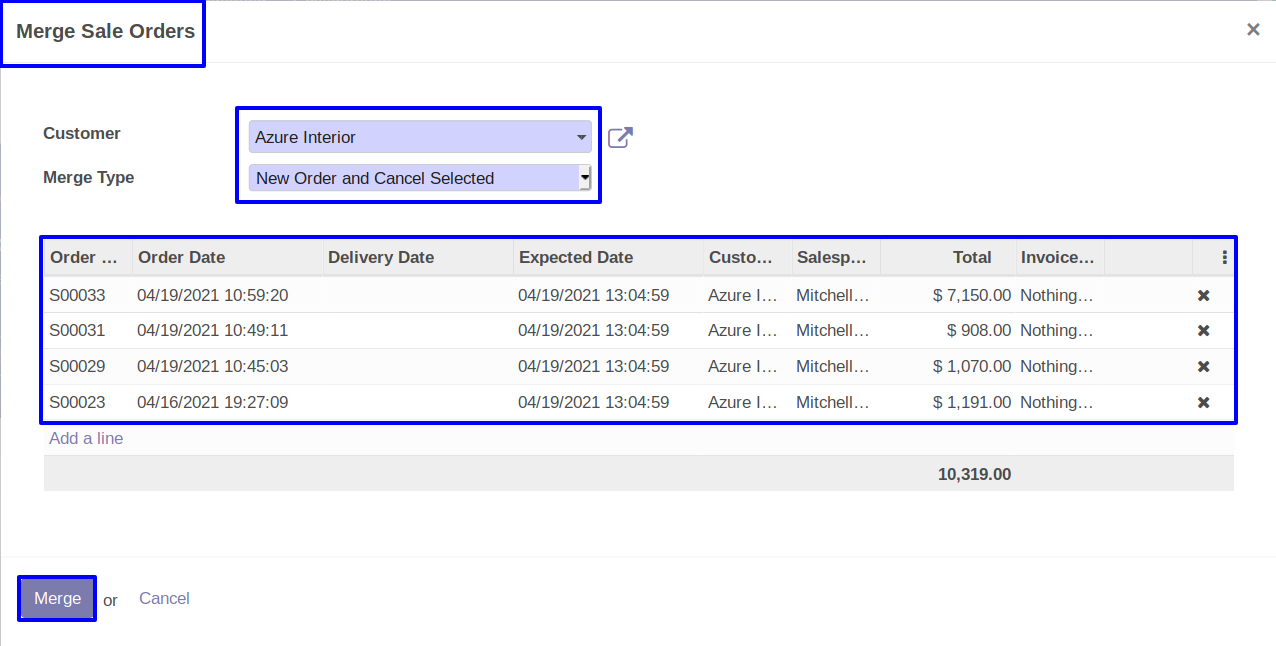 Merge Sale Orders ×
Customer Azure Interior
Merge Type New Order and Cancel Selected
Order ... Order Date Delivery Date Expected Date Custo... Salesp... Total Invoice...
S00033 04/19/2021 10:59:20 04/19/2021 13:04:59 Azure I... Mitchell... $ 7,150.00 Nothing...
S00031 04/19/2021 10:49:11 04/19/2021 13:04:59 Azure I... Mitchell... $ 908.00 Nothing...
S00029 04/19/2021 10:45:03 04/19/2021 13:04:59 Azure I... Mitchell... $ 1,070.00 Nothing...
S00023 04/16/2021 19:27:09 04/19/2021 13:04:59 Azure I... Mitchell... $ 1,191.00 Nothing...
Add a line
10,319.00
Merge or Cancel